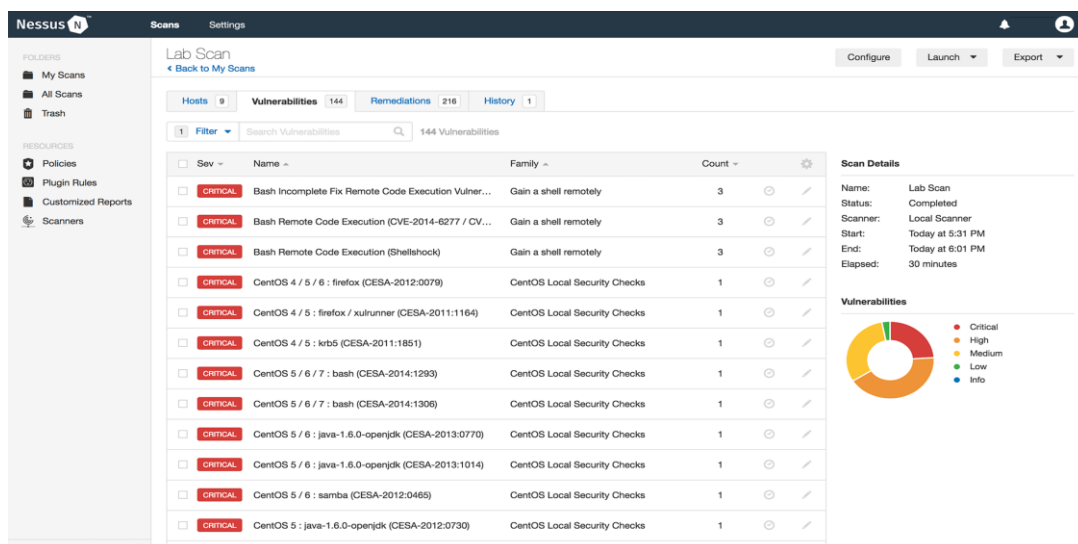 Nessus N
Scans Settings
FOLDERS
My Scans
All Scans
Trash
RESOURCES
Policies
Plugin Rules
Customized Reports
Scanners
Lab Scan
Back to My Scans
Configure Launch Export
Hosts 9 Vulnerabilities 144 Remediations 216 History 1
1 Filter Search Vulnerabilities 144 Vulnerabilities
Sev Name Family Count
CRITICAL Bash Incomplete Fix Remote Code Execution Vulner... Gain a shell remotely 3
CRITICAL Bash Remote Code Execution (CVE-2014-6277 / CV... Gain a shell remotely 3
CRITICAL Bash Remote Code Execution (Shellshock) Gain a shell remotely 3
CRITICAL CentOS 4 / 5 / 6 : firefox (CESA-2012:0079) CentOS Local Security Checks 1
CRITICAL CentOS 4 / 5 : firefox / xulrunner (CESA-2011:1164) CentOS Local Security Checks 1
CRITICAL CentOS 4 / 5 : krb5 (CESA-2011:1851) CentOS Local Security Checks 1
CRITICAL CentOS 5 / 6 / 7 : bash (CESA-2014:1293) CentOS Local Security Checks 1
CRITICAL CentOS 5 / 6 / 7 : bash (CESA-2014:1306) CentOS Local Security Checks 1
CRITICAL CentOS 5 / 6 : java-1.6.0-openjdk (CESA-2013:0770) CentOS Local Security Checks 1
CRITICAL CentOS 5 / 6 : java-1.6.0-openjdk (CESA-2013:1014) CentOS Local Security Checks 1
CRITICAL CentOS 5 / 6 : samba (CESA-2012:0465) CentOS Local Security Checks 1
CRITICAL CentOS 5 : java-1.6.0-openjdk (CESA-2012:0730) CentOS Local Security Checks 1
Scan Details
Name: Lab Scan
Status: Completed
Scanner: Local Scanner
Start: Today at 5:31 PM
End: Today at 6:01 PM
Elapsed: 30 minutes
Vulnerabilities
Critical
High
Medium
Low
Info